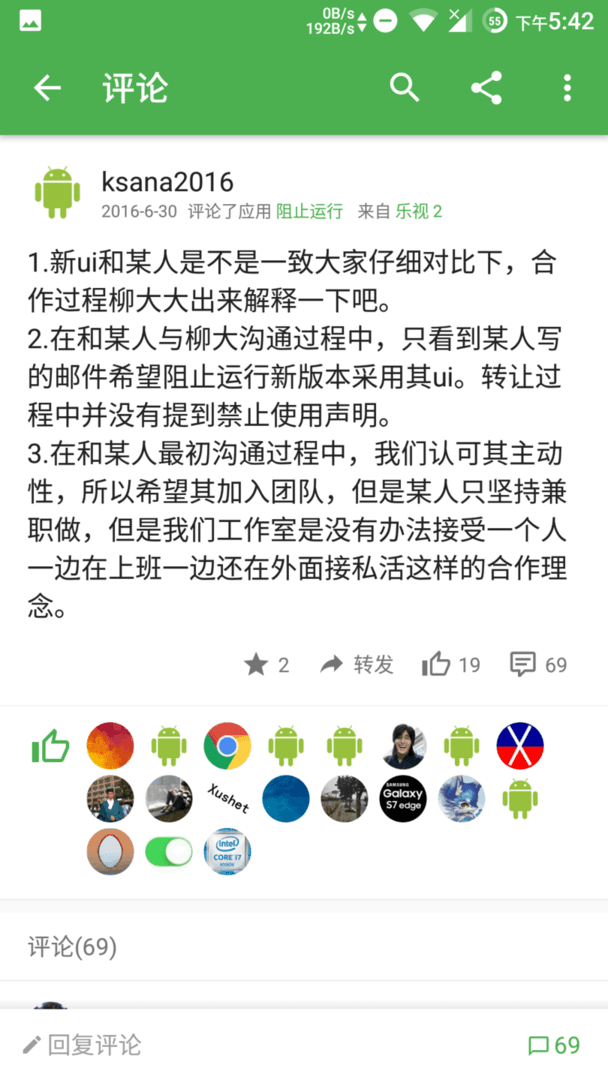 0B/s
192B/s
55
下午5:42
评论
ksana2016
2016-6-30 评论了应用 阻止运行 来自 乐视 2
1.新ui和某人是不是一致大家仔细对比下，合
作过程柳大大出来解释一下吧。
2.在和某人与柳大沟通过程中，只看到某人写
的邮件希望阻止运行新版本采用其ui。转让过
程中并没有提到禁止使用声明。
3.在和某人最初沟通过程中，我们认可其主动
性，所以希望其加入团队，但是某人只坚持兼
职做，但是我们工作室是没有办法接受一个人
一边在上班一边还在外面接私活这样的合作理
念。
2 转发 19 69
Xushet
SAMSUNG
Galaxy
S7 edge
intel
CORE i7
inside
评论(69)
回复评论 69